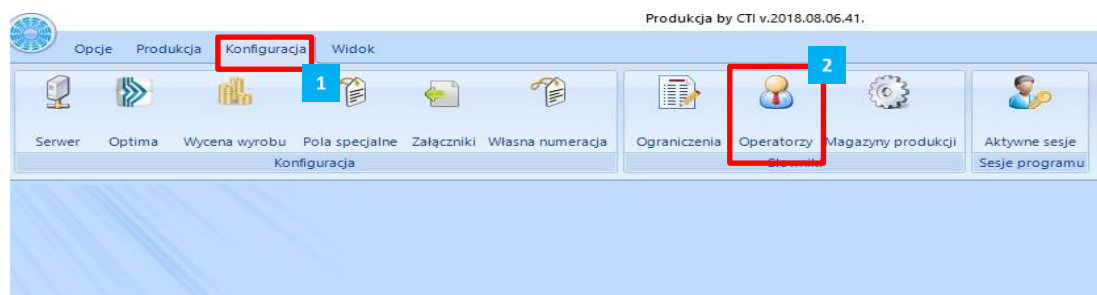 Produkcja by CTI v.2018.08.06.41.
Opcje Produkcja Konfiguracja Widok
1
2
Serwer Optima Wycena wyrobu Pola specjalne Załączniki Własna numeracja Ograniczenia Operatorzy Magazyny produkcji Aktywne sesje
Konfiguracja Słowniki Sesje programu